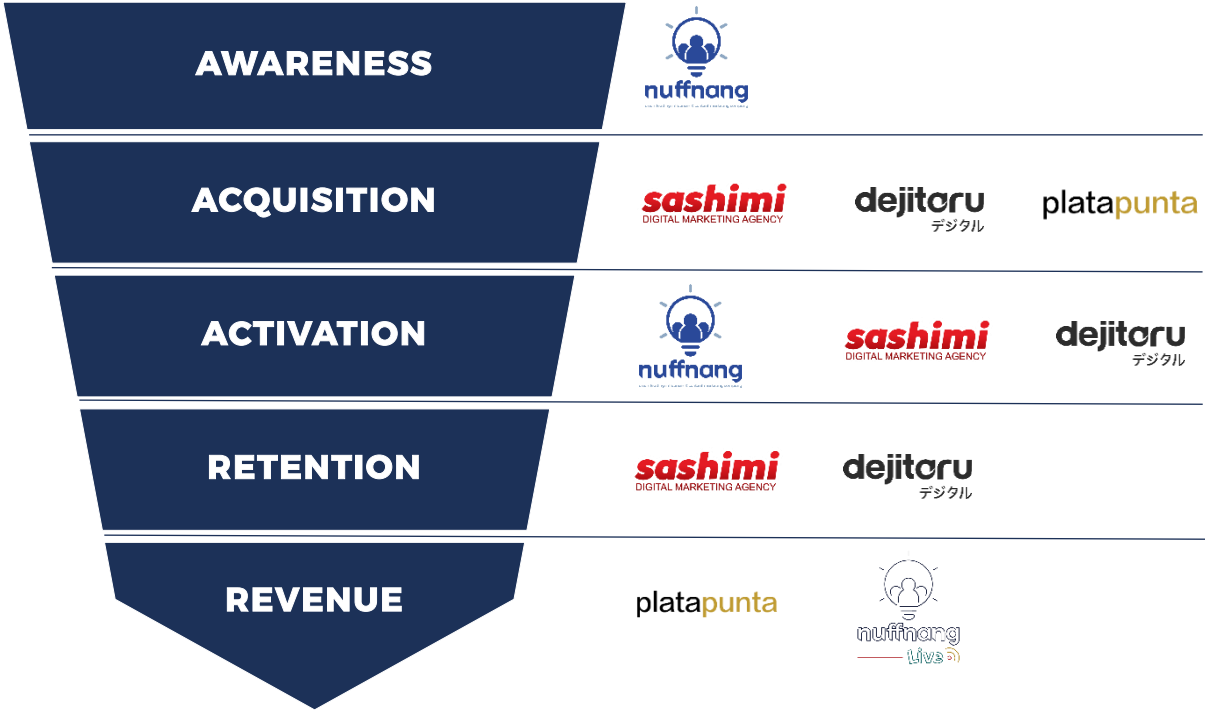 AWARENESS
nuffnang
ACQUISITION
sashimi
DIGITAL MARKETING AGENCY
dejitaru
デジタル
platapunta
ACTIVATION
nuffnang
sashimi
DIGITAL MARKETING AGENCY
dejitaru
デジタル
RETENTION
sashimi
DIGITAL MARKETING AGENCY
dejitaru
デジタル
REVENUE
platapunta
nuffnang
Live